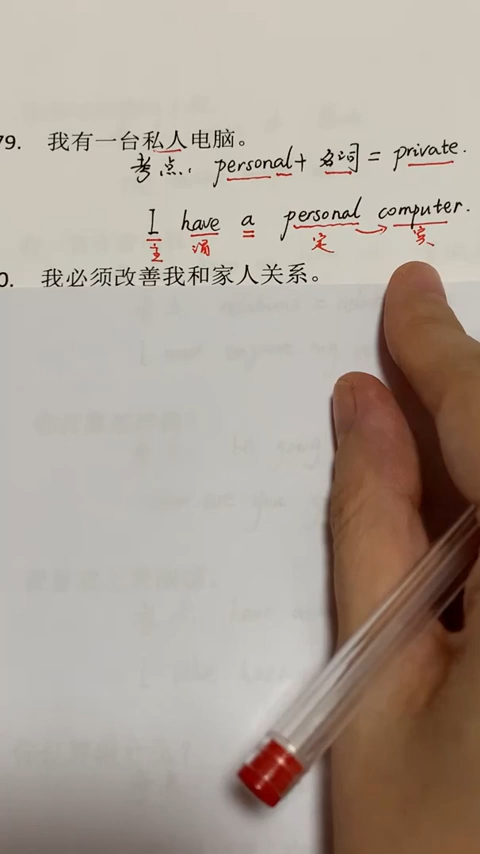 79. 我有一台私人电脑。
考点: personal + 名词 = private.
I have a personal computer.
主 谓 定 宾
0. 我必须改善我和家人关系。